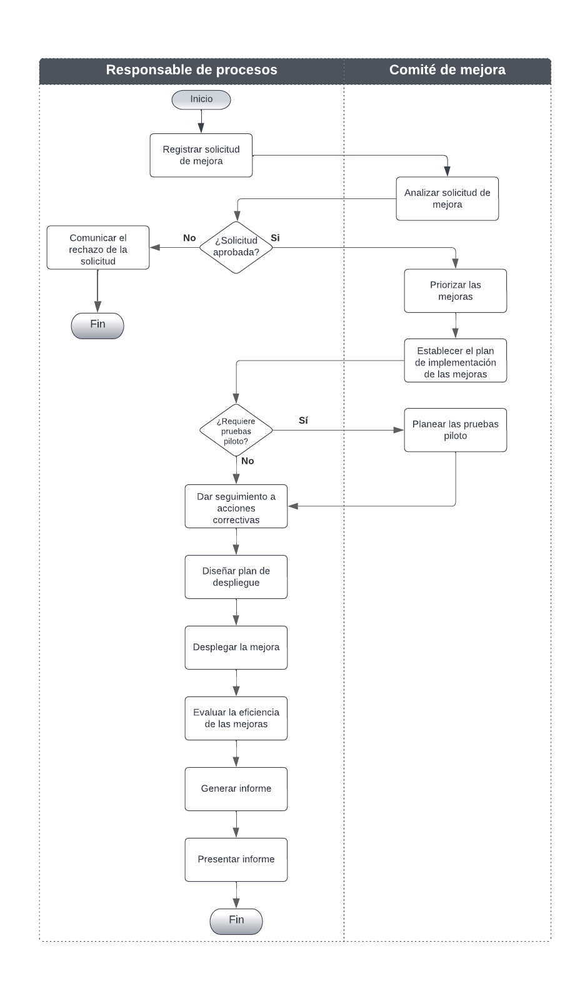 Responsable de procesos
Comité de mejora
Inicio
Registrar solicitud
de mejora
Analizar solicitud de
mejora
No
¿Solicitud
aprobada?
Si
Comunicar el
rechazo de la
solicitud
Priorizar las
mejoras
Fin
Establecer el plan
de implementación
de las mejoras
¿Requiere
pruebas
piloto?
Sí
Planear las pruebas
piloto
No
Dar seguimiento a
acciones
correctivas
Diseñar plan de
despliegue
Desplegar la mejora
Evaluar la eficiencia
de las mejoras
Generar informe
Presentar informe
Fin